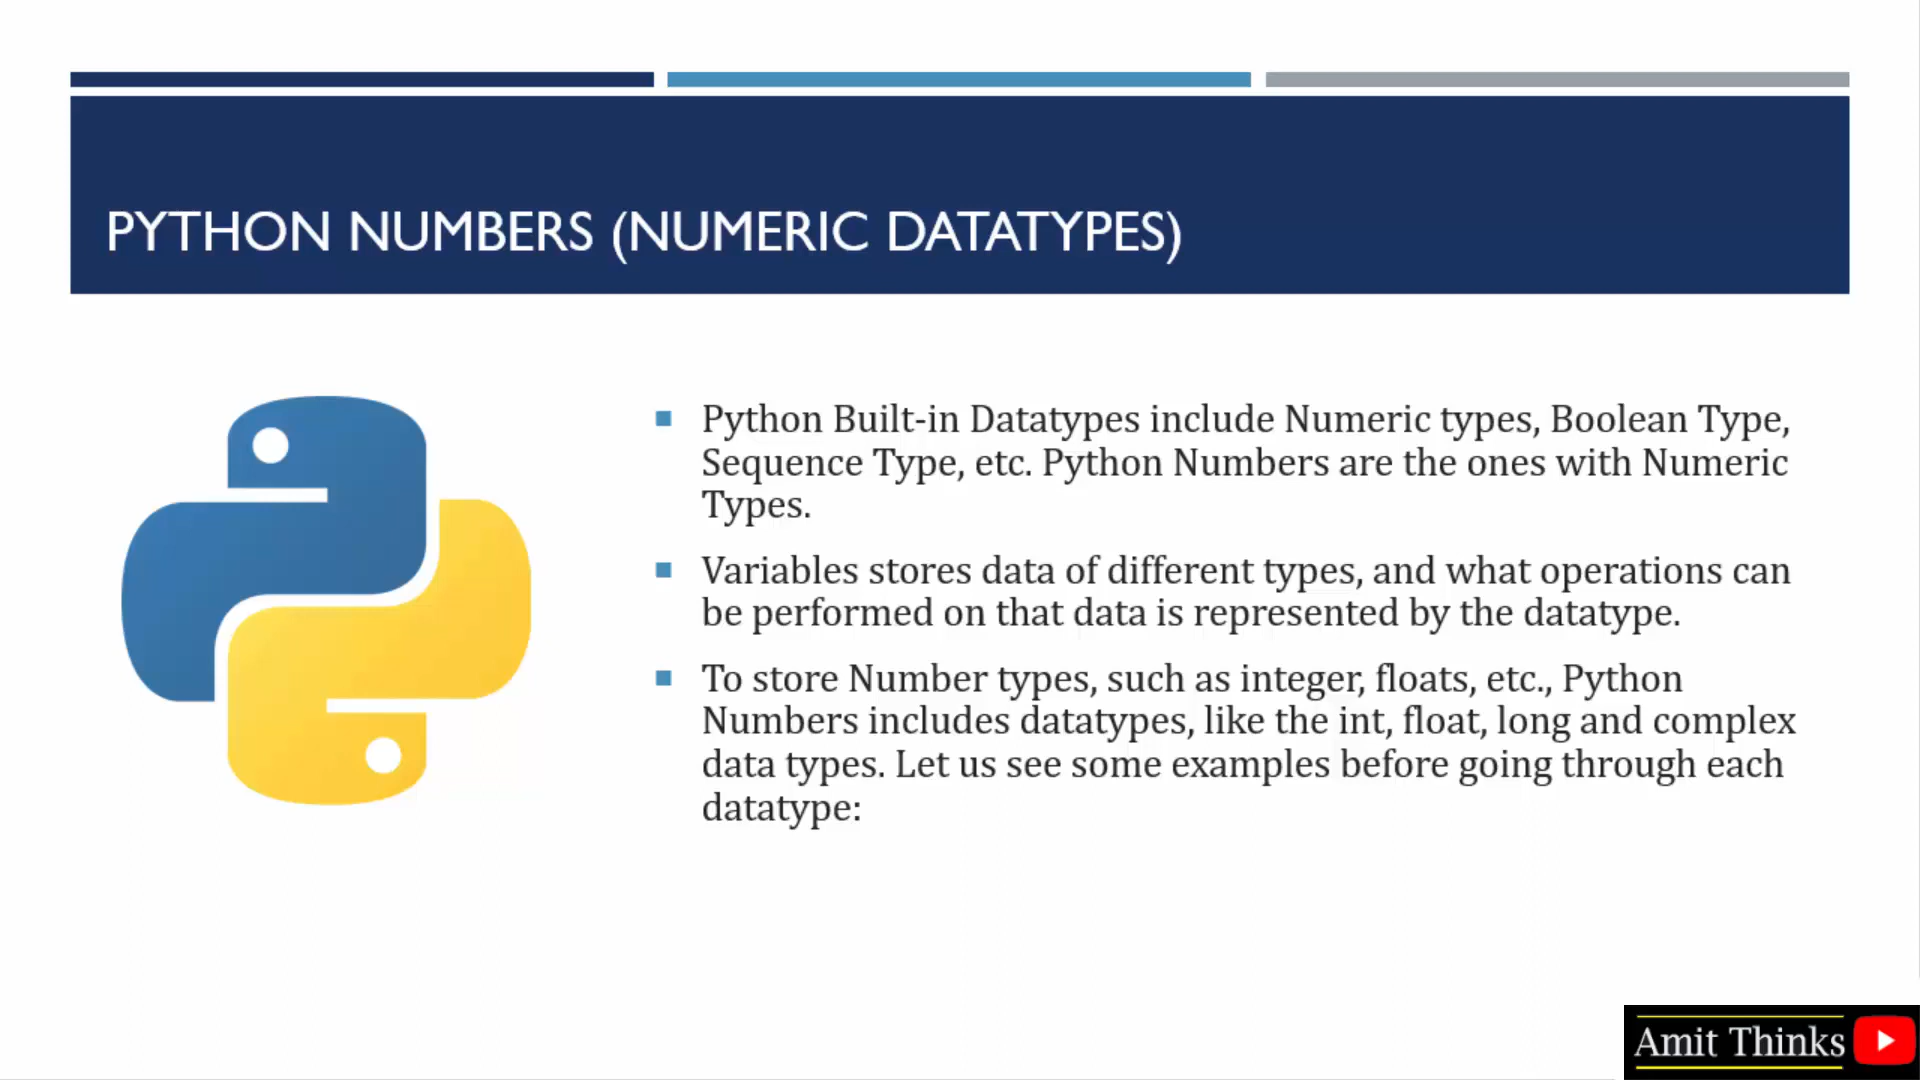 PYTHON NUMBERS (NUMERIC DATATYPES)
Python Built-in Datatypes include Numeric types, Boolean Type,
Sequence Type, etc. Python Numbers are the ones with Numeric
Types.
Variables stores data of different types, and what operations can
be performed on that data is represented by the datatype.
To store Number types, such as integer, floats, etc., Python
Numbers includes datatypes, like the int, float, long and complex
data types. Let us see some examples before going through each
datatype:
Amit Thinks